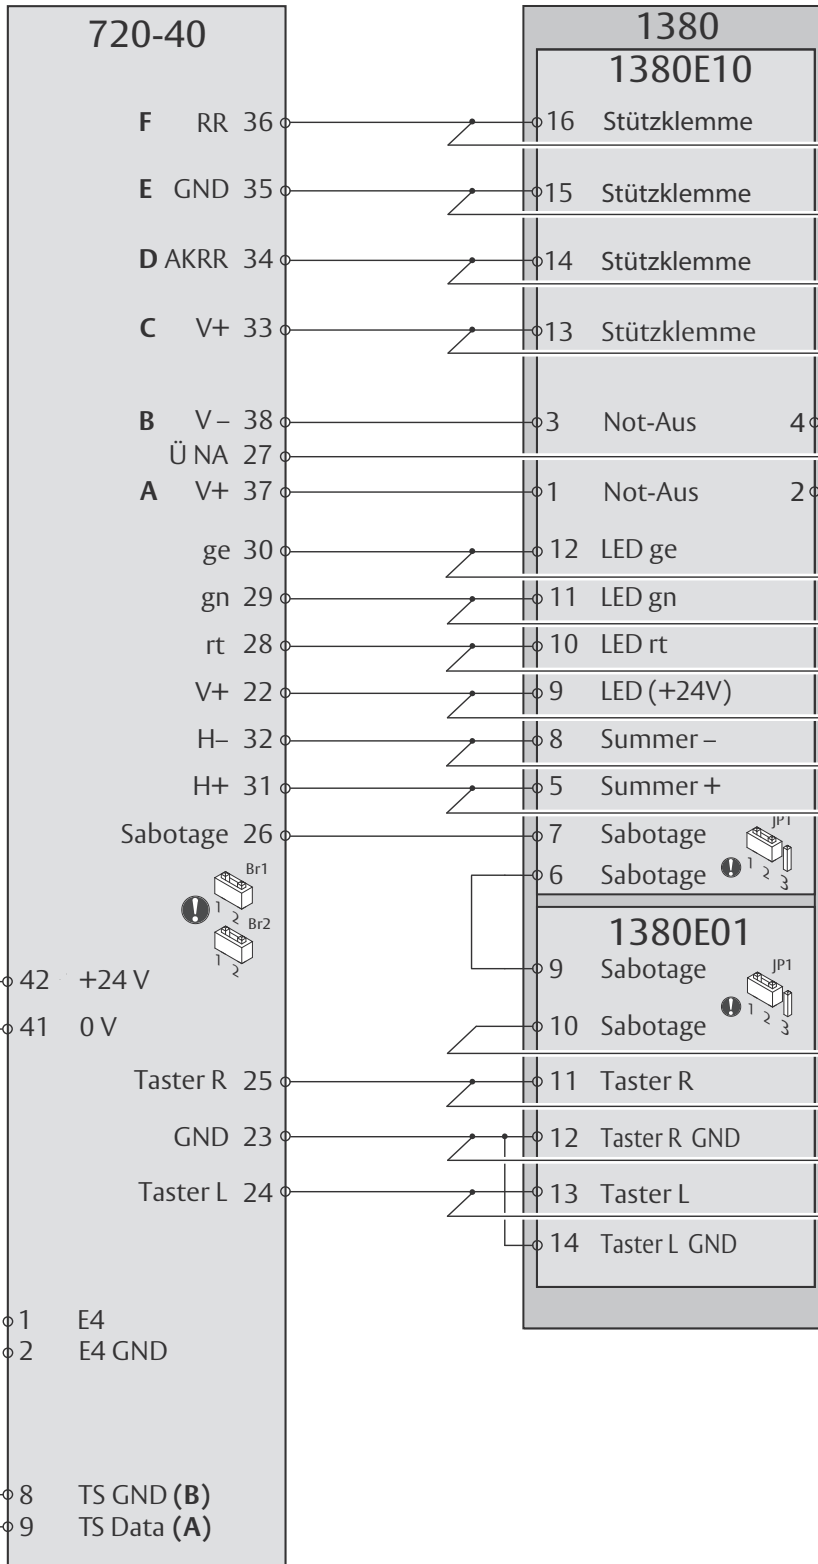 720-40
1380
1380E10
F RR 36
16 Stützklemme
E GND 35
15 Stützklemme
D AKRR 34
14 Stützklemme
C V+ 33
13 Stützklemme
B V – 38
3 Not-Aus 4
Ü NA 27
A V+ 37
1 Not-Aus 2
ge 30
12 LED ge
gn 29
11 LED gn
rt 28
10 LED rt
V+ 22
9 LED (+24V)
H– 32
8 Summer –
H+ 31
5 Summer +
Sabotage 26
7 Sabotage
JP1
1 2 3
6 Sabotage
Br1
1 2
Br2
1 2
1380E01
9 Sabotage
JP1
1 2 3
10 Sabotage
42 +24 V
41 0 V
Taster R 25
11 Taster R
GND 23
12 Taster R GND
Taster L 24
13 Taster L
14 Taster L GND
1 E4
2 E4 GND
8 TS GND (B)
9 TS Data (A)